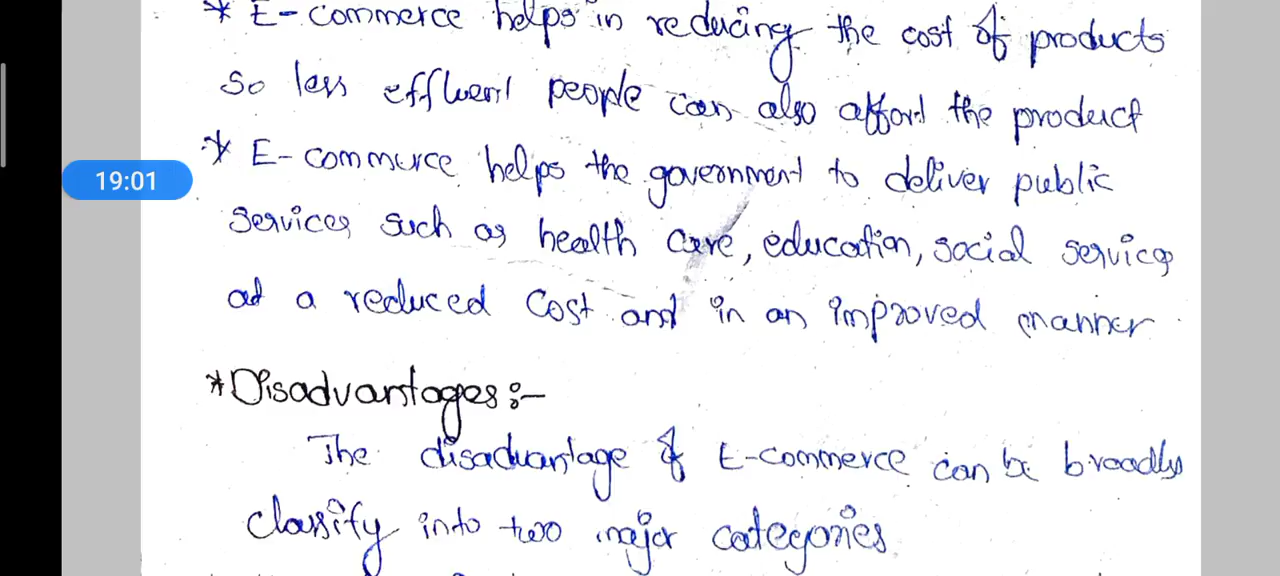 * E-commerce helps in reducing the cost of products
so less effluent people can also afford the product
* E-commerce helps the government to deliver public
19:01
services such as health care, education, social services
at a reduced cost and in an improved manner
* Disadvantages :-
The disadvantage of E-commerce can be broadly
classify into two major categories